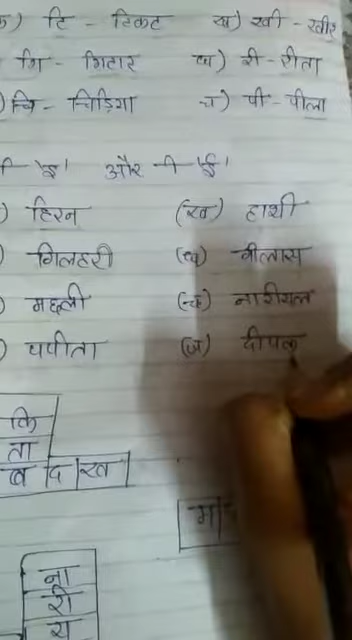 क) टि - टिकट ख) खी - खीर
गि - गिटार घ) री - रीता
) चि - चिड़िया च) पी - पीला
ि 'इ' और ी 'ई'
) हिरन (ख) हाथी
) गिलहरी (घ)
) मछली (च) नारीयल
) पपीता (ज) दीपक
कि
ता
ब द ख
म
ना
री
य